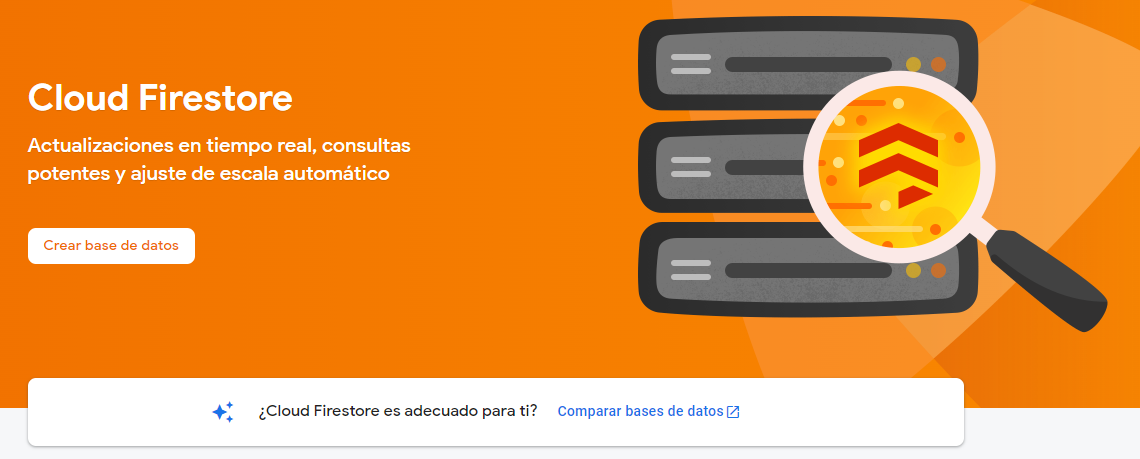 Cloud Firestore
Actualizaciones en tiempo real, consultas
potentes y ajuste de escala automático
Crear base de datos
¿Cloud Firestore es adecuado para ti? Comparar bases de datos